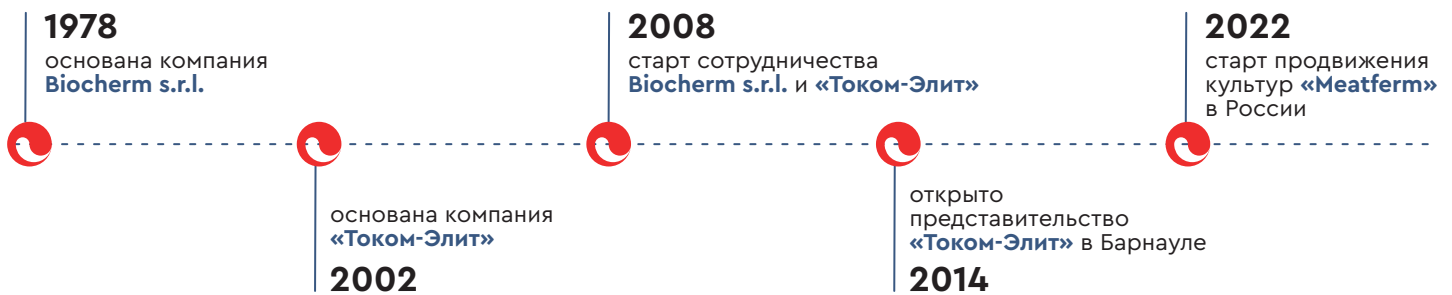 1978
основана компания
Biocherm s.r.l.
основана компания
«Током-Элит»
2002
2008
старт сотрудничества
Biocherm s.r.l. и «Током-Элит»
открыто
представительство
«Током-Элит» в Барнауле
2014
2022
старт продвижения
культур «Meatferm»
в России